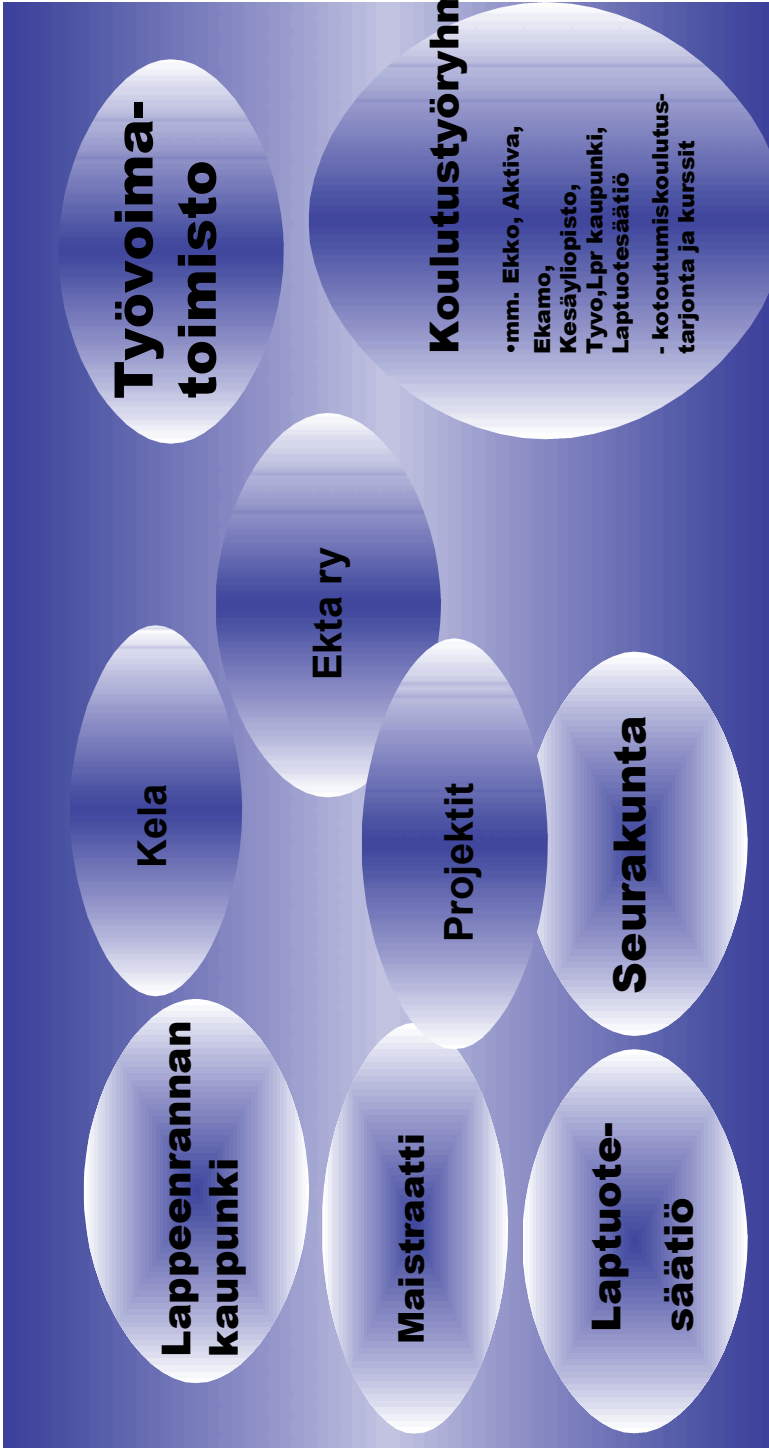 Lappeenrannan
kaupunki
Kela
Työvoima-
toimisto
Ekta ry
Maistraatti
Projektit
Koulutustyöryhm
•mm. Ekko, Aktiva,
Ekamo,
Kesäyliopisto,
Tyvo,Lpr kaupunki,
Laptuotesäätiö
- kotoutumiskoulutus-
tarjonta ja kurssit
Laptuote-
säätiö
Seurakunta